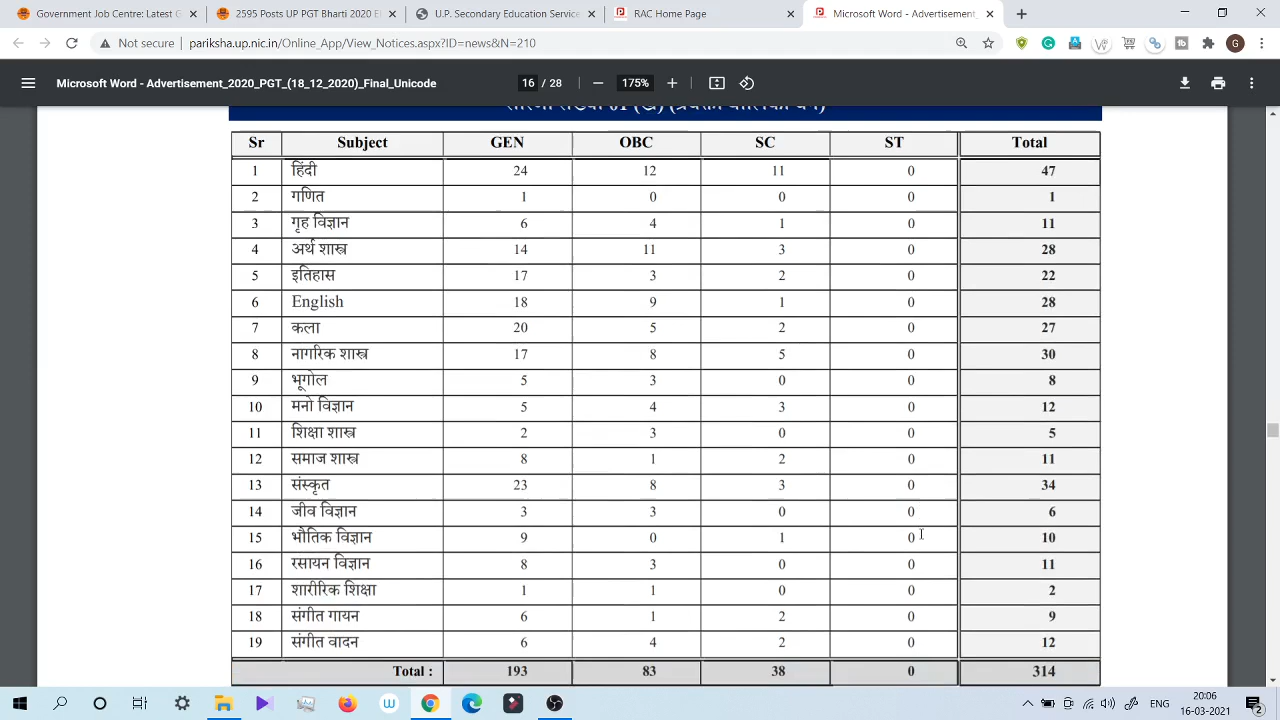 Government Job Centre: Latest G
2595 Posts UP PGT Bharti 2020 E
U.P. Secondary Education Service
RAC Home Page
Microsoft Word - Advertisement_
Not secure pariksha.up.nic.in/Online_App/View_Notices.aspx?ID=news&N=210
Microsoft Word - Advertisement_2020_PGT_(18_12_2020)_Final_Unicode 16 / 28 175%
Sr Subject GEN OBC SC ST Total
1 हिंदी 24 12 11 0 47
2 गणित 1 0 0 0 1
3 गृह विज्ञान 6 4 1 0 11
4 अर्थ शास्त्र 14 11 3 0 28
5 इतिहास 17 3 2 0 22
6 English 18 9 1 0 28
7 कला 20 5 2 0 27
8 नागरिक शास्त्र 17 8 5 0 30
9 भूगोल 5 3 0 0 8
10 मनो विज्ञान 5 4 3 0 12
11 शिक्षा शास्त्र 2 3 0 0 5
12 समाज शास्त्र 8 1 2 0 11
13 संस्कृत 23 8 3 0 34
14 जीव विज्ञान 3 3 0 0 6
15 भौतिक विज्ञान 9 0 1 0 10
16 रसायन विज्ञान 8 3 0 0 11
17 शारीरिक शिक्षा 1 1 0 0 2
18 संगीत गायन 6 1 2 0 9
19 संगीत वादन 6 4 2 0 12
Total : 193 83 38 0 314
ENG 20:06
16-03-2021